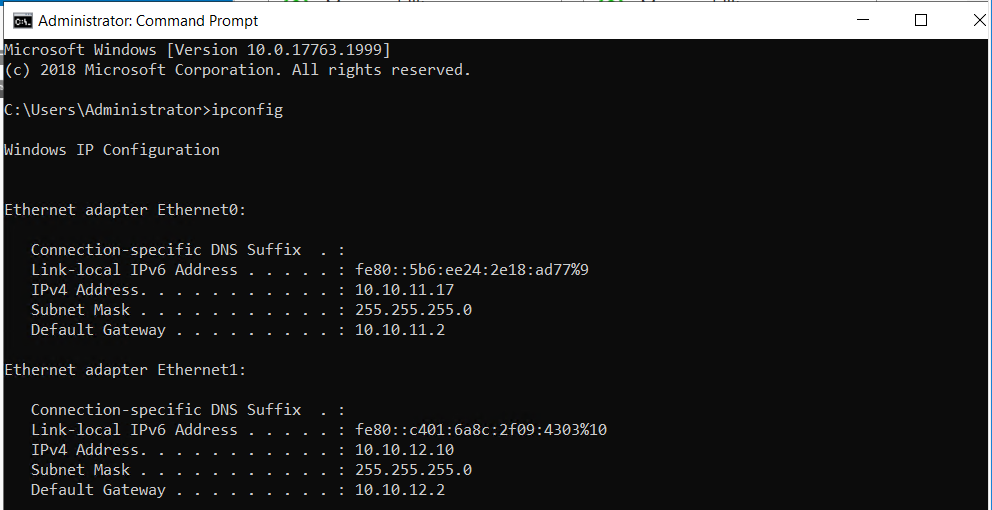 Administrator: Command Prompt
Microsoft Windows [Version 10.0.17763.1999]
(c) 2018 Microsoft Corporation. All rights reserved.
C:\Users\Administrator>ipconfig
Windows IP Configuration
Ethernet adapter Ethernet0:
   Connection-specific DNS Suffix  . :
   Link-local IPv6 Address . . . . . : fe80::5b6:ee24:2e18:ad77%9
   IPv4 Address. . . . . . . . . . . : 10.10.11.17
   Subnet Mask . . . . . . . . . . . : 255.255.255.0
   Default Gateway . . . . . . . . . : 10.10.11.2
Ethernet adapter Ethernet1:
   Connection-specific DNS Suffix  . :
   Link-local IPv6 Address . . . . . : fe80::c401:6a8c:2f09:4303%10
   IPv4 Address. . . . . . . . . . . : 10.10.12.10
   Subnet Mask . . . . . . . . . . . : 255.255.255.0
   Default Gateway . . . . . . . . . : 10.10.12.2